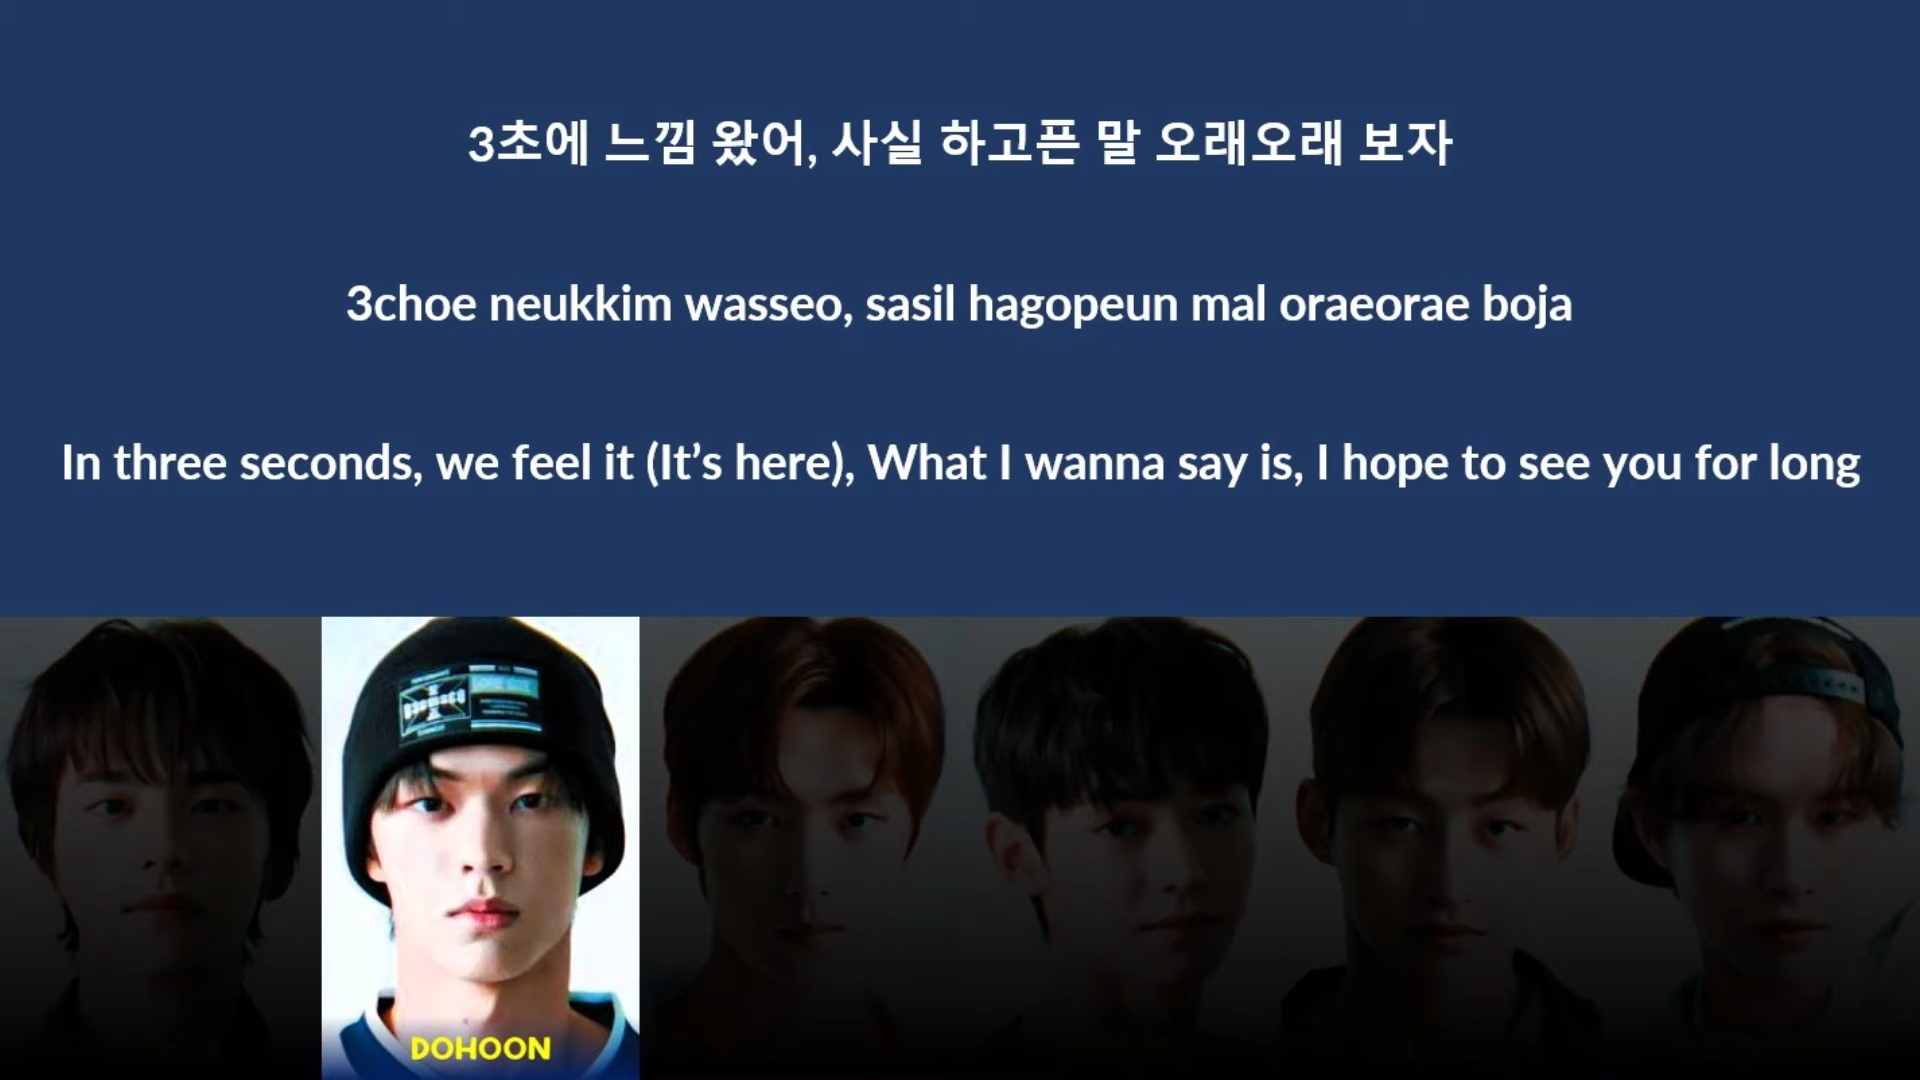 3초에 느낌 왔어, 사실 하고픈 말 오래오래 보자
3choe neukkim wasseo, sasil hagopeun mal oraeorae boja
In three seconds, we feel it (It's here), What I wanna say is, I hope to see you for long
DOHOON